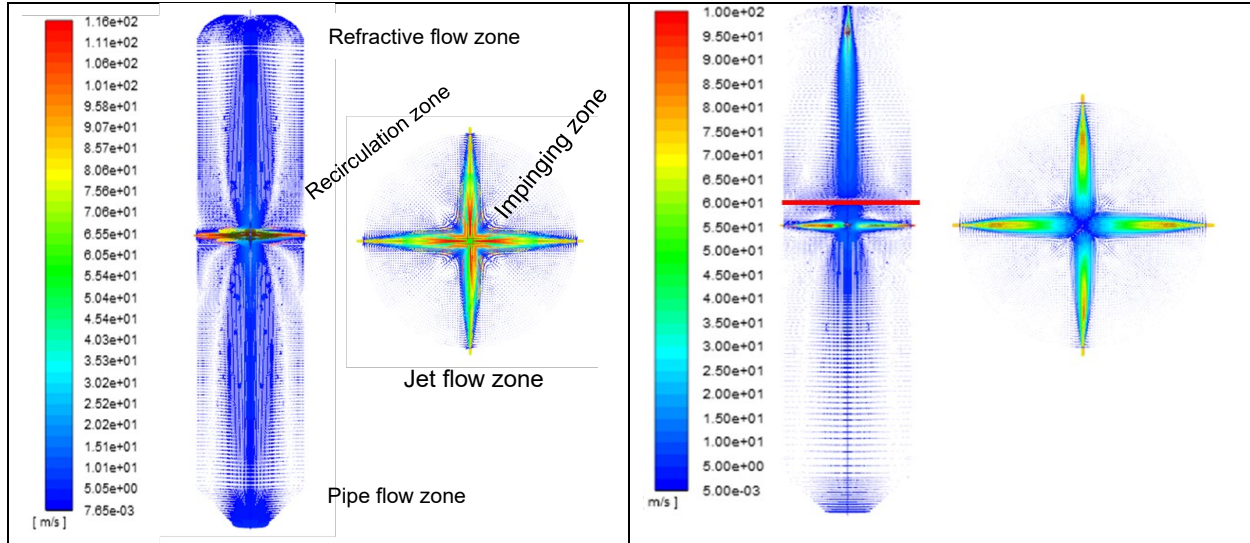 1.16e+02
1.11e+02
1.06e+02
1.01e+02
9.58e+01
9.07e+01
8.57e+01
8.06e+01
7.56e+01
7.06e+01
6.55e+01
6.05e+01
5.54e+01
5.04e+01
4.54e+01
4.03e+01
3.53e+01
3.02e+01
2.52e+01
2.02e+01
1.51e+01
1.01e+01
5.05e+00
7.65e-03
[ m/s ]
Refractive flow zone
Recirculation zone
Impinging zone
Jet flow zone
Pipe flow zone
1.00e+02
9.50e+01
9.00e+01
8.50e+01
8.00e+01
7.50e+01
7.00e+01
6.50e+01
6.00e+01
5.50e+01
5.00e+01
4.50e+01
4.00e+01
3.50e+01
3.00e+01
2.50e+01
2.00e+01
1.50e+01
1.00e+01
5.00e+00
5.00e-03
m/s ]